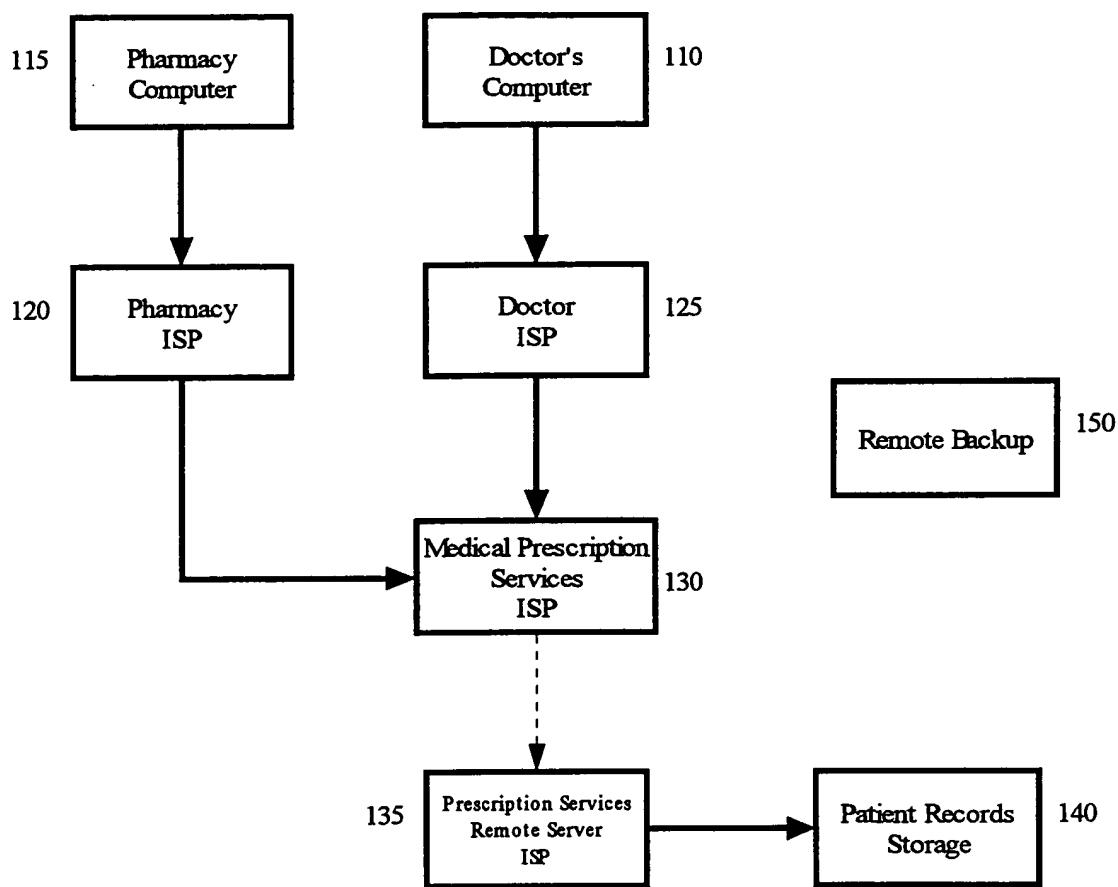 115
Pharmacy
Computer
Doctor's
Computer
110
120
Pharmacy
ISP
Doctor
ISP
125
Remote Backup
150
Medical Prescription
Services
ISP
130
135
Prescription Services
Remote Server
ISP
Patient Records
Storage
140